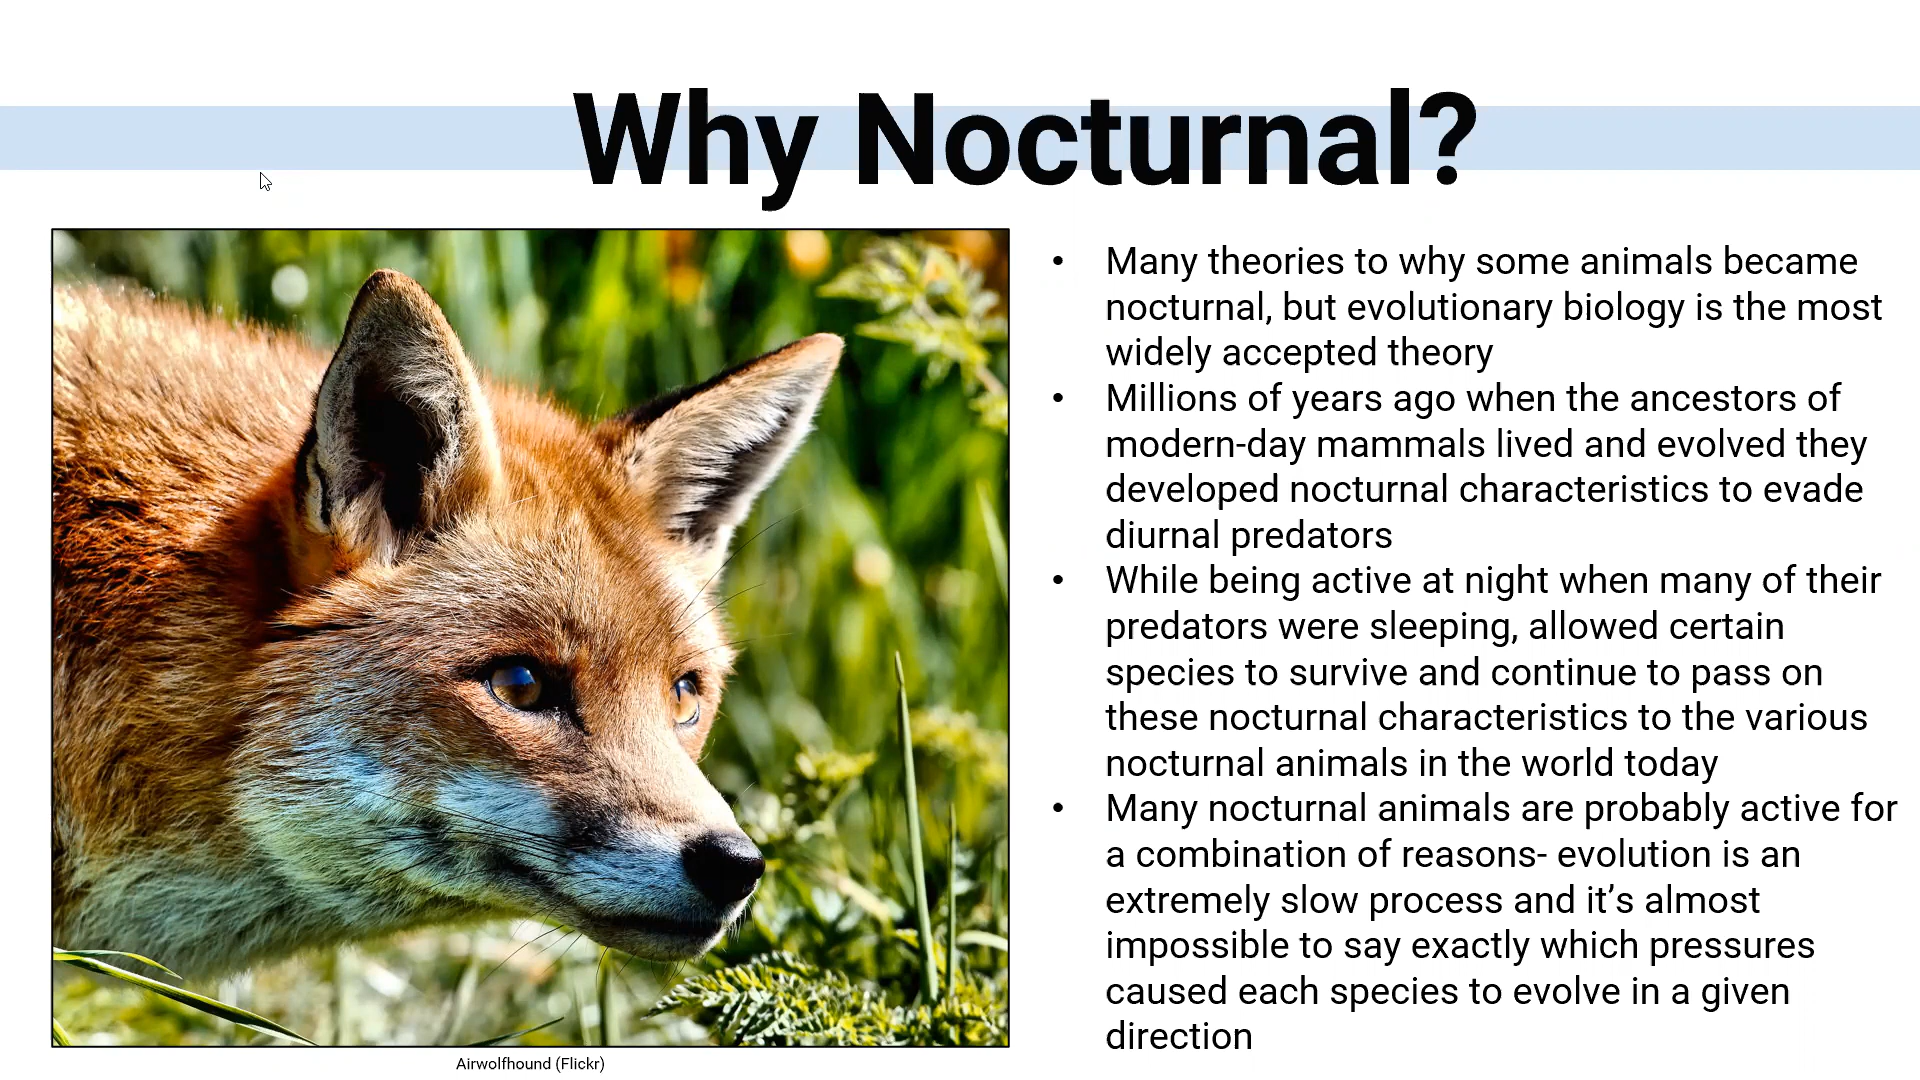 Why Nocturnal?
• Many theories to why some animals became
nocturnal, but evolutionary biology is the most
widely accepted theory
• Millions of years ago when the ancestors of
modern-day mammals lived and evolved they
developed nocturnal characteristics to evade
diurnal predators
• While being active at night when many of their
predators were sleeping, allowed certain
species to survive and continue to pass on
these nocturnal characteristics to the various
nocturnal animals in the world today
• Many nocturnal animals are probably active for
a combination of reasons- evolution is an
extremely slow process and it’s almost
impossible to say exactly which pressures
caused each species to evolve in a given
direction
Airwolfhound (Flickr)